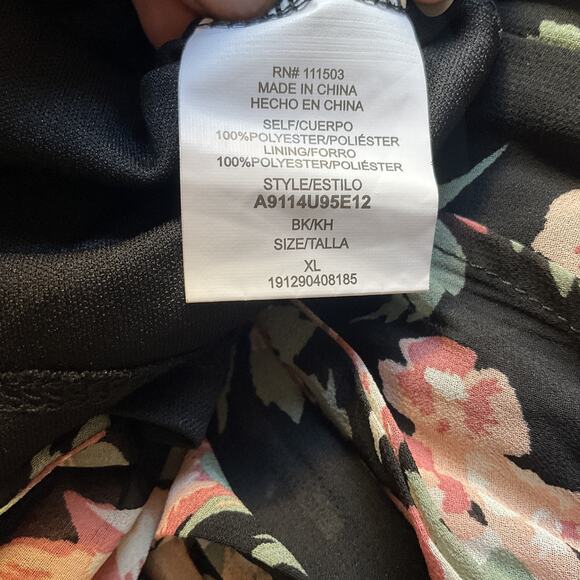 RN# 111503
MADE IN CHINA
HECHO EN CHINA
SELF/CUERPO
100%POLYESTER/POLIÉSTER
LINING/FORRO
100%POLYESTER/POLIÉSTER
STYLE/ESTILO
A9114U95E12
BK/KH
SIZE/TALLA
XL
191290408185